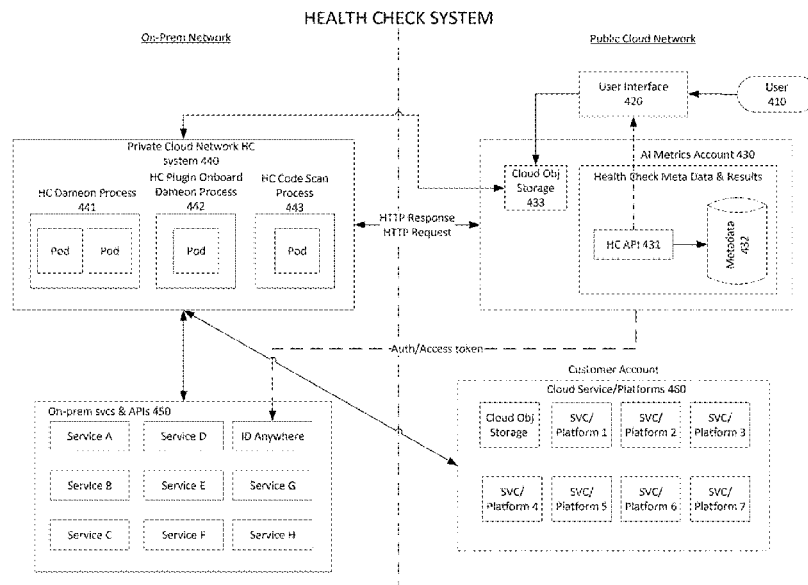 HEALTH CHECK SYSTEM
On-Prem Network
Public Cloud Network
User Interface
420
User
410
Private Cloud Network HC
system 440
HC Dameon Process
441
Pod
Pod
HC Plugin Onboard
Dameon Process
442
Pod
HC Code Scan
Process
443
Pod
HTTP Response
HTTP Request
AI Metrics Account 430
Cloud Obj
Storage
433
Health Check Meta Data & Results
HC API 431
Metadata
432
Auth/Access token
On-prem svcs & APIs 450
Service A
Service D
ID Anywhere
Service B
Service E
Service G
Service C
Service F
Service H
Customer Account
Cloud Service/Platforms 460
Cloud Obj
Storage
SVC/
Platform 1
SVC/
Platform 2
SVC/
Platform 3
SVC/
Platform 4
SVC/
Platform 5
SVC/
Platform 6
SVC/
Platform 7